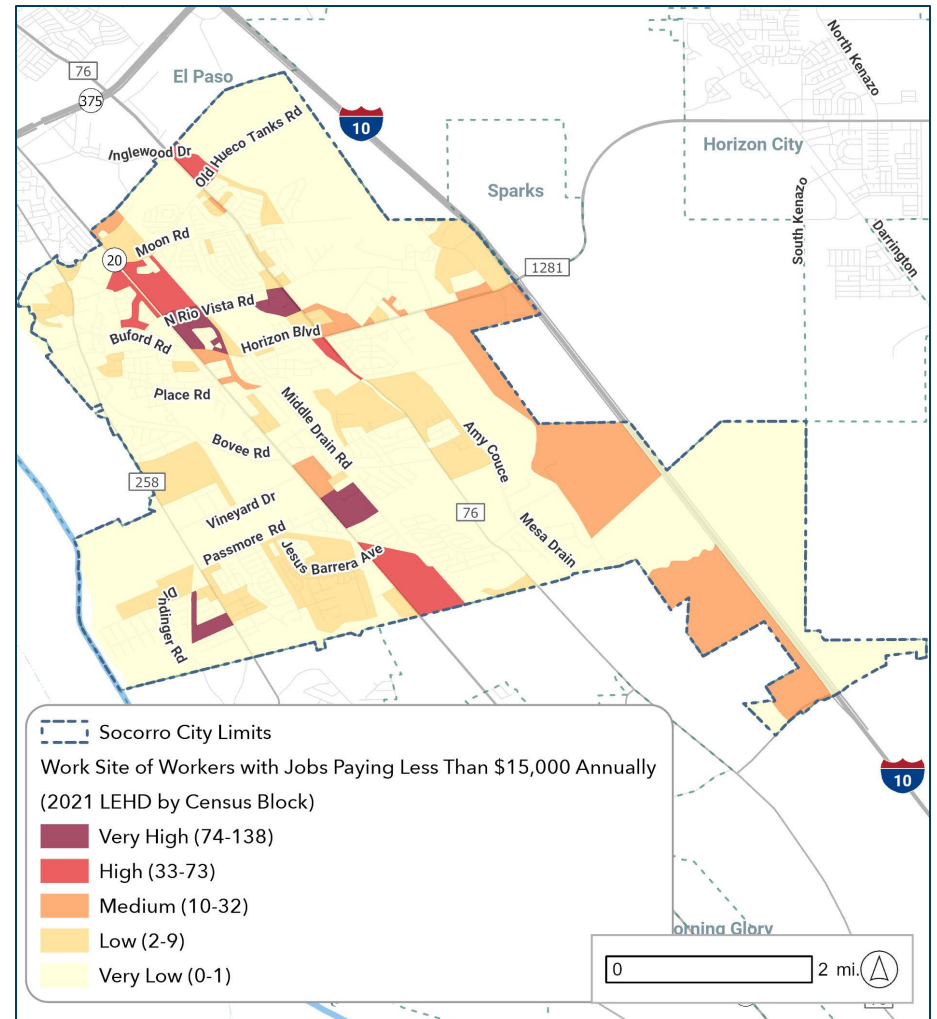 76
El Paso
375
10
North Kenazo
Inglewood Dr
Old Hueco Tanks Rd
Horizon City
Sparks
South Kenazo
Darrington
Moon Rd
20
1281
N Rio Vista Rd
Buford Rd
Horizon Blvd
Place Rd
Middle Drain Rd
Bovee Rd
Amy Couce
258
Vineyard Dr
76
Passmore Rd
Mesa Drain
Jesus Barrera Ave
Dindinger Rd
Socorro City Limits
Work Site of Workers with Jobs Paying Less Than $15,000 Annually
(2021 LEHD by Census Block)
10
Very High (74-138)
High (33-73)
Medium (10-32)
Low (2-9)
Very Low (0-1)
orning Glory
0 2 mi.